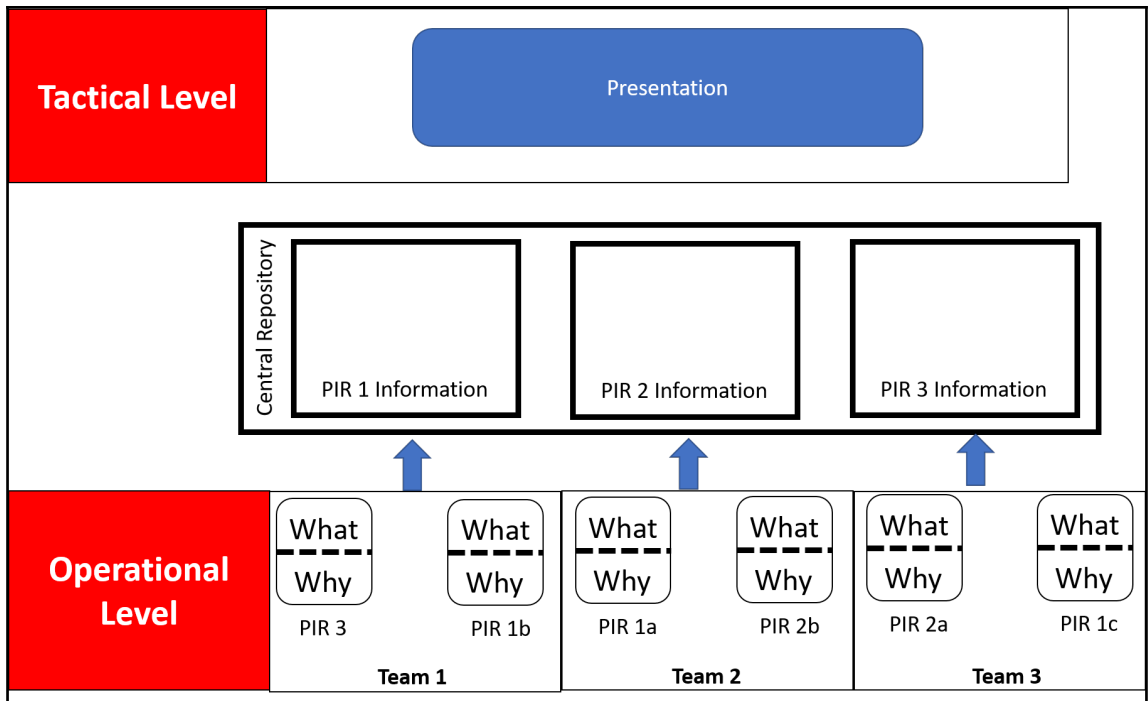 Tactical Level
Presentation
Central Repository
PIR 1 Information
PIR 2 Information
PIR 3 Information
Operational
Level
What
Why
PIR 3
What
Why
PIR 1b
Team 1
What
Why
PIR 1a
What
Why
PIR 2b
Team 2
What
Why
PIR 2a
What
Why
PIR 1c
Team 3